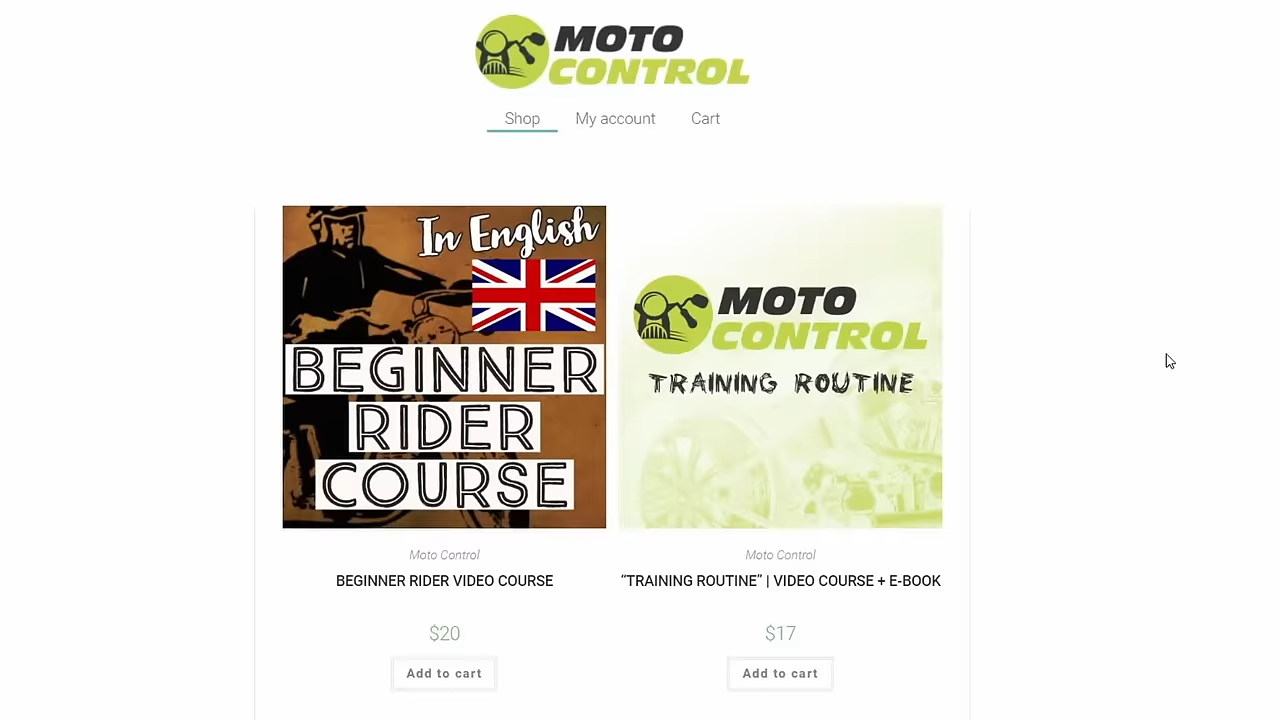 MOTO
CONTROL
Shop My account Cart
In English
BEGINNER
RIDER
COURSE
MOTO
CONTROL
TRAINING ROUTINE
Moto Control
BEGINNER RIDER VIDEO COURSE
$20
Add to cart
Moto Control
“TRAINING ROUTINE” | VIDEO COURSE + E-BOOK
$17
Add to cart